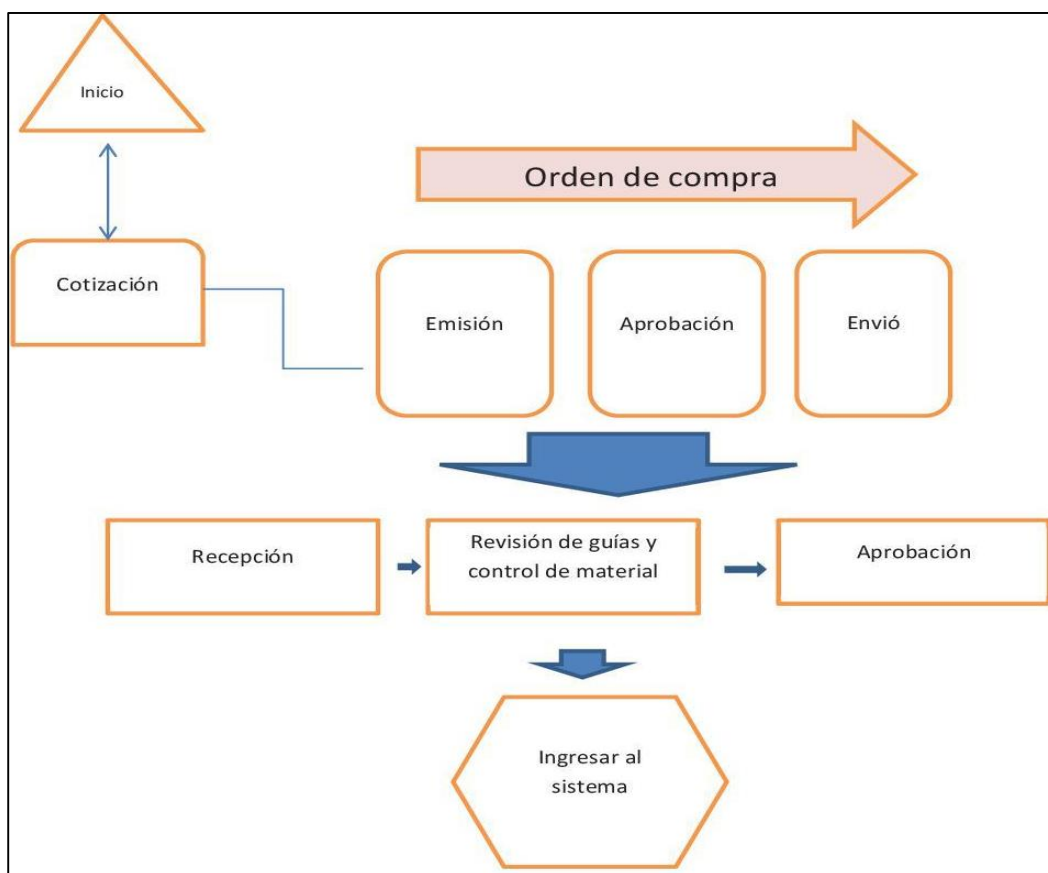 Inicio
Orden de compra
Cotización
Emisión
Aprobación
Envió
Recepción
Revisión de guías y
control de material
Aprobación
Ingresar al
sistema